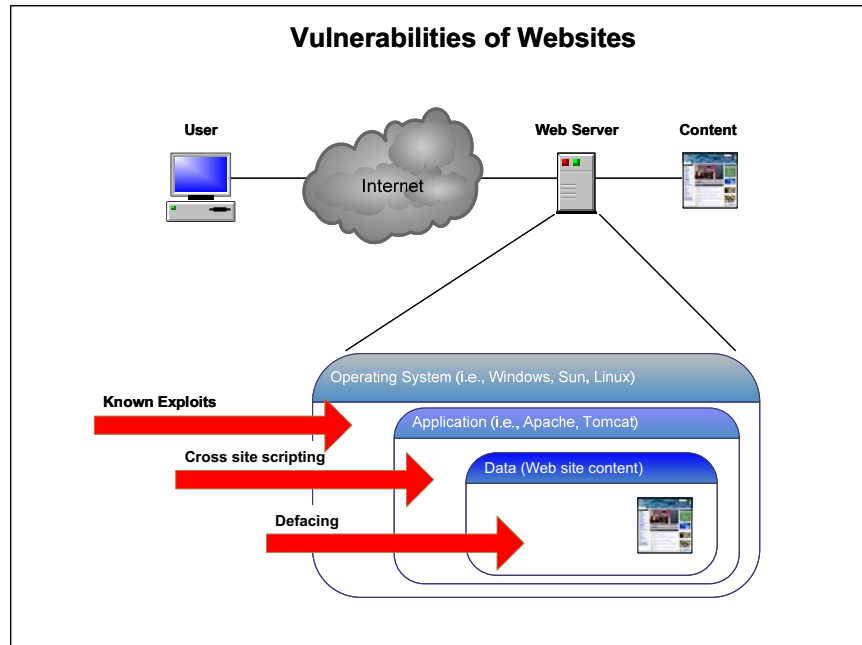 Vulnerabilities of Websites
User
Internet
Web Server
Content
Operating System (i.e., Windows, Sun, Linux)
Known Exploits
Application (i.e., Apache, Tomcat)
Cross site scripting
Data (Web site content)
Defacing